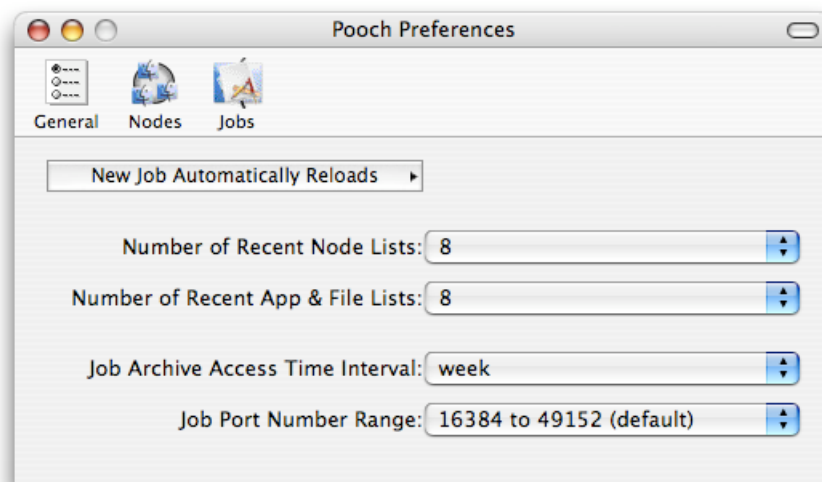 Pooch Preferences
General Nodes Jobs
New Job Automatically Reloads
Number of Recent Node Lists: 8
Number of Recent App & File Lists: 8
Job Archive Access Time Interval: week
Job Port Number Range: 16384 to 49152 (default)